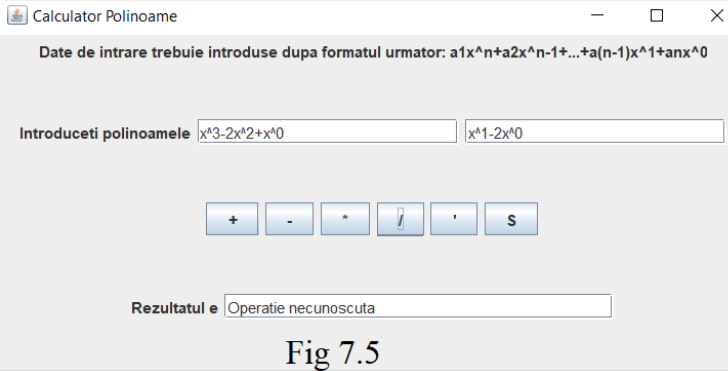 Calculator Polinoame
Date de intrare trebuie introduse dupa formatul urmator: a1x^n+a2x^n-1+...+a(n-1)x^1+anx^0
Introduceti polinoamele x^3-2x^2+x^0 x^1-2x^0
+ - * / ' S
Rezultatul e Operatie necunoscuta
Fig 7.5